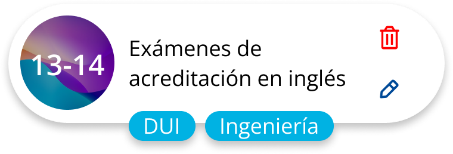 13-14
Exámenes de
acreditación en inglés
DUI
Ingeniería